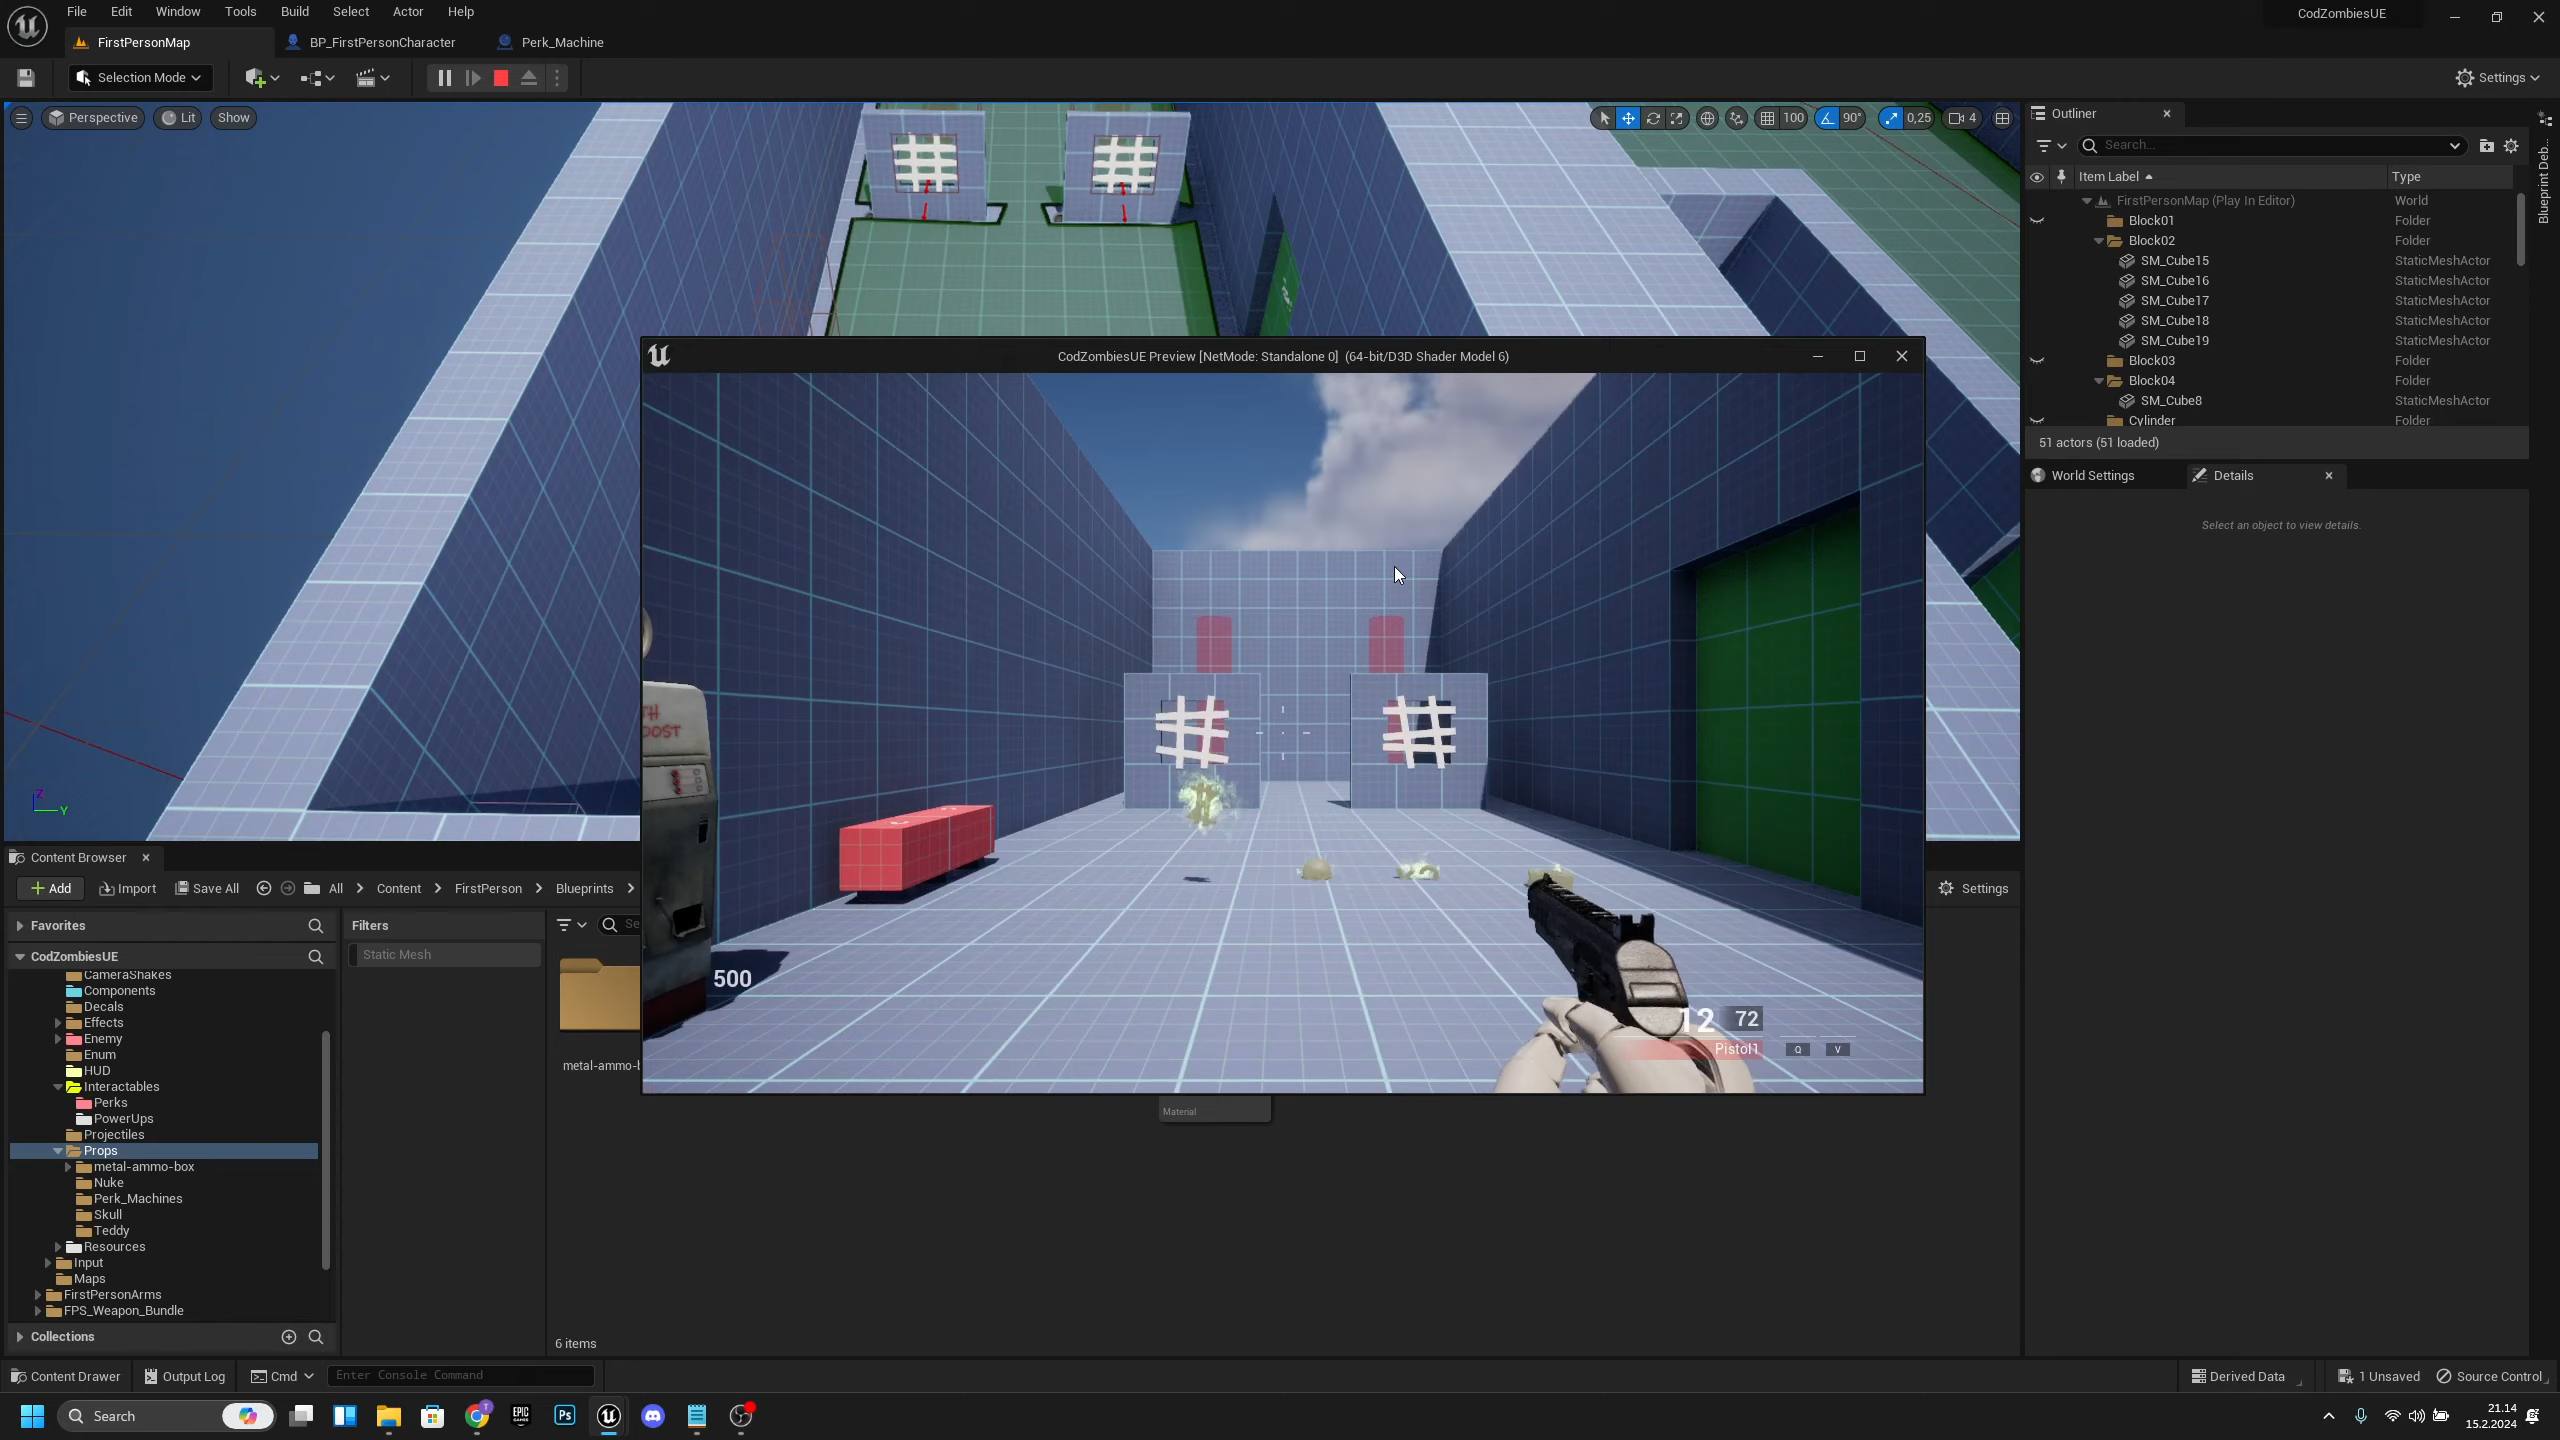 File Edit Window Tools Build Select Actor Help
CodZombiesUE
FirstPersonMap
BP_FirstPersonCharacter
Perk_Machine
Selection Mode
Settings
Perspective
Lit
Show
100
90°
0,25
4
Outliner
Search...
Item Label
Type
FirstPersonMap (Play In Editor)
World
Block01
Folder
Block02
Folder
SM_Cube15
StaticMeshActor
SM_Cube16
StaticMeshActor
SM_Cube17
StaticMeshActor
SM_Cube18
StaticMeshActor
SM_Cube19
StaticMeshActor
Block03
Folder
Block04
Folder
SM_Cube8
StaticMeshActor
Cylinder
Folder
51 actors (51 loaded)
World Settings
Details
Select an object to view details.
Blueprint Deb...
CodZombiesUE Preview [NetMode: Standalone 0] (64-bit/D3D Shader Model 6)
500
12 72
Pistol1
Q
V
Content Browser
Add
Import
Save All
All
Content
FirstPerson
Blueprints
Settings
Favorites
Filters
Static Mesh
CodZombiesUE
CameraShakes
Components
Decals
Effects
Enemy
Enum
HUD
Interactables
Perks
PowerUps
Projectiles
Props
metal-ammo-box
Nuke
Perk_Machines
Skull
Teddy
Resources
Input
Maps
FirstPersonArms
FPS_Weapon_Bundle
Collections
metal-ammo-b
Material
6 items
Content Drawer
Output Log
Cmd
Enter Console Command
Derived Data
1 Unsaved
Source Control
Search
EPIC GAMES
Ps
21.14
15.2.2024